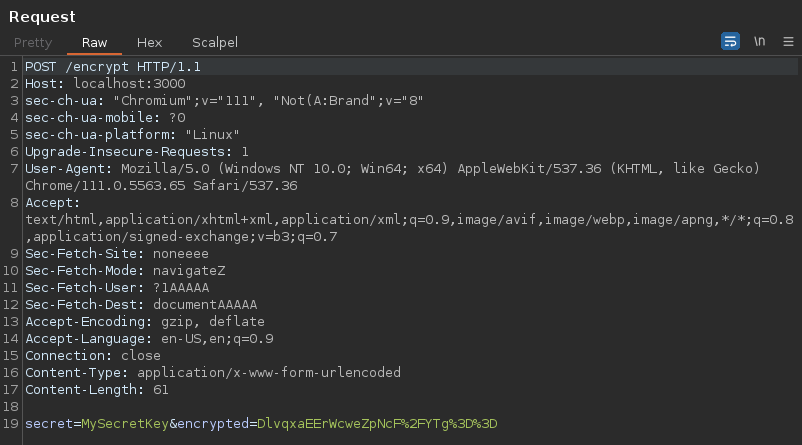 Request
Pretty Raw Hex Scalpel \n
1 POST /encrypt HTTP/1.1
2 Host: localhost:3000
3 sec-ch-ua: "Chromium";v="111", "Not(A:Brand";v="8"
4 sec-ch-ua-mobile: ?0
5 sec-ch-ua-platform: "Linux"
6 Upgrade-Insecure-Requests: 1
7 User-Agent: Mozilla/5.0 (Windows NT 10.0; Win64; x64) AppleWebKit/537.36 (KHTML, like Gecko)
Chrome/111.0.5563.65 Safari/537.36
8 Accept:
text/html,application/xhtml+xml,application/xml;q=0.9,image/avif,image/webp,image/apng,*/*;q=0.8
,application/signed-exchange;v=b3;q=0.7
9 Sec-Fetch-Site: noneeee
10 Sec-Fetch-Mode: navigateZ
11 Sec-Fetch-User: ?1AAAAA
12 Sec-Fetch-Dest: documentAAAAA
13 Accept-Encoding: gzip, deflate
14 Accept-Language: en-US,en;q=0.9
15 Connection: close
16 Content-Type: application/x-www-form-urlencoded
17 Content-Length: 61
18
19 secret=MySecretKey&encrypted=DlvqxaEErWcweZpNcF%2FYTg%3D%3D